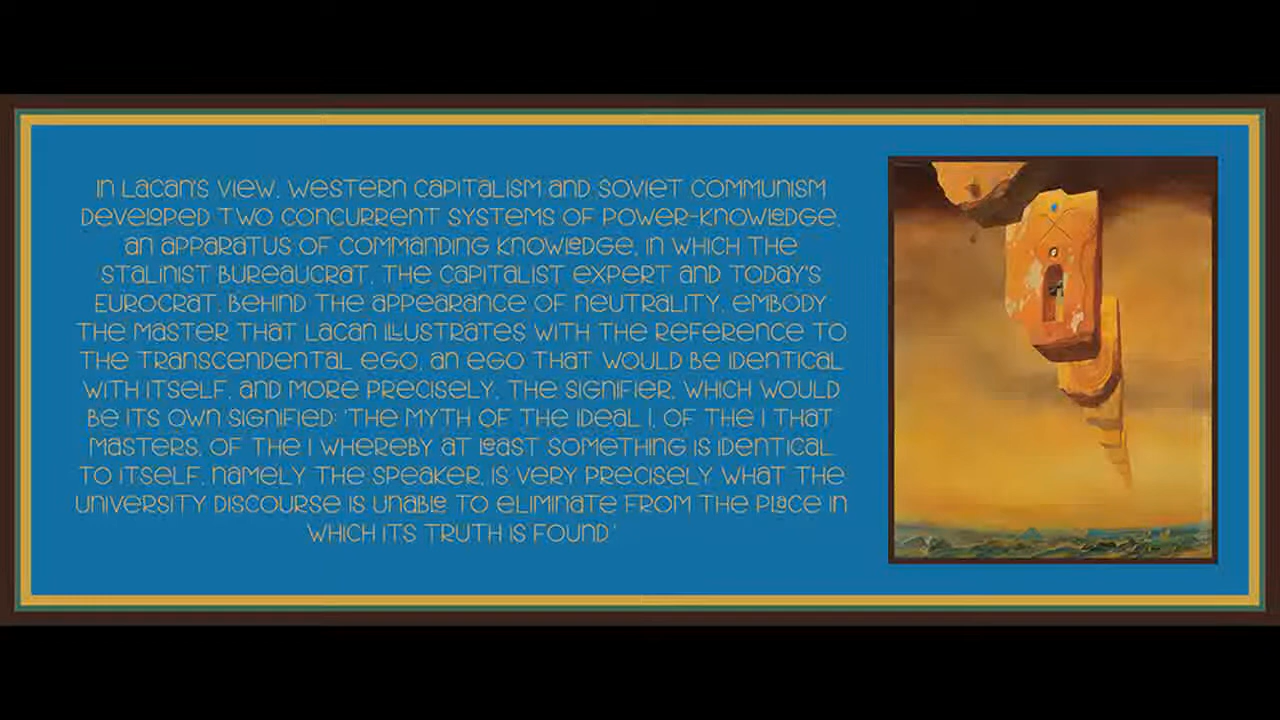 In Lacan's view, Western capitalism and Soviet communism
developed two concurrent systems of power-knowledge,
an apparatus of commanding knowledge, in which the
Stalinist bureaucrat, the capitalist expert and today's
Eurocrat, behind the appearance of neutrality, embody
the master that Lacan illustrates with the reference to
the transcendental ego, an ego that would be identical
with itself, and more precisely, the signifier, which would
be its own signified: 'The myth of the ideal I, of the I that
masters, of the I whereby at least something is identical
to itself, namely the speaker, is very precisely what the
university discourse is unable to eliminate from the place in
which its truth is found.'